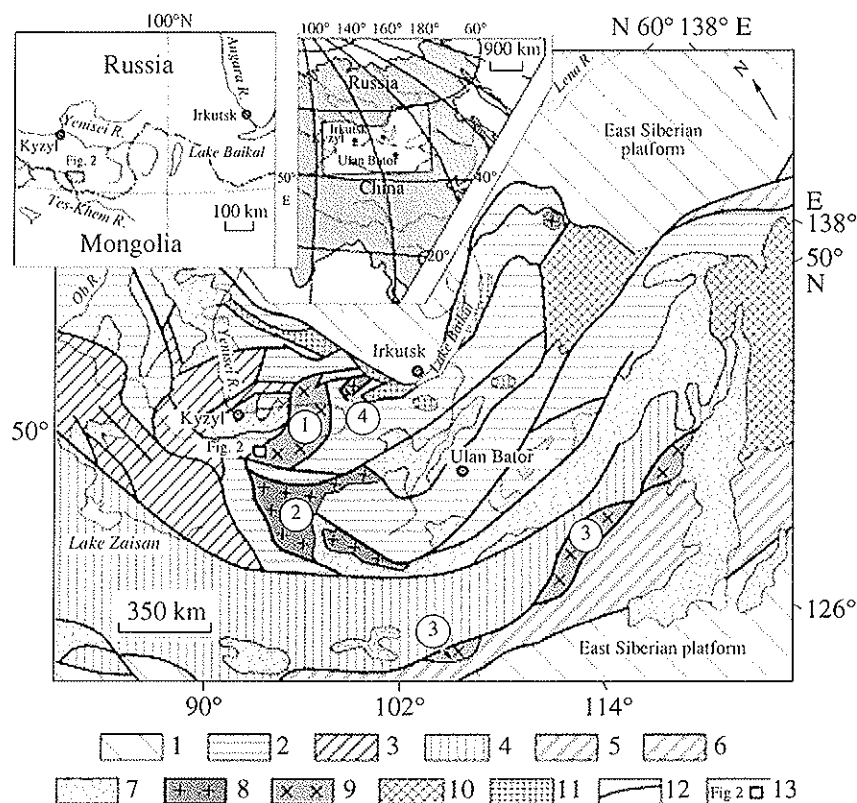 100°N
Russia
Angara R.
Yenisei R.
Irkutsk
Kyzyl
Fig. 2
Lake Baikal
Tes-Khem R.
100 km
Mongolia
100° 140° 160° 180° 60°
900 km
Russia
Irkutsk
Ulan Bator
50°
E
China
40°
20°
N 60° 138° E
Lena R.
N
East Siberian
platform
E
138°
50°
N
Ob R.
Yenisei R.
Irkutsk
Lake Baikal
Kyzyl
1
4
50°
Fig. 2
Ulan Bator
2
3
Lake Zaisan
350 km
3
126°
East Siberian platform
90° 102° 114°
1 2 3 4 5 6
7 8 9 10 11 12 Fig 2 13